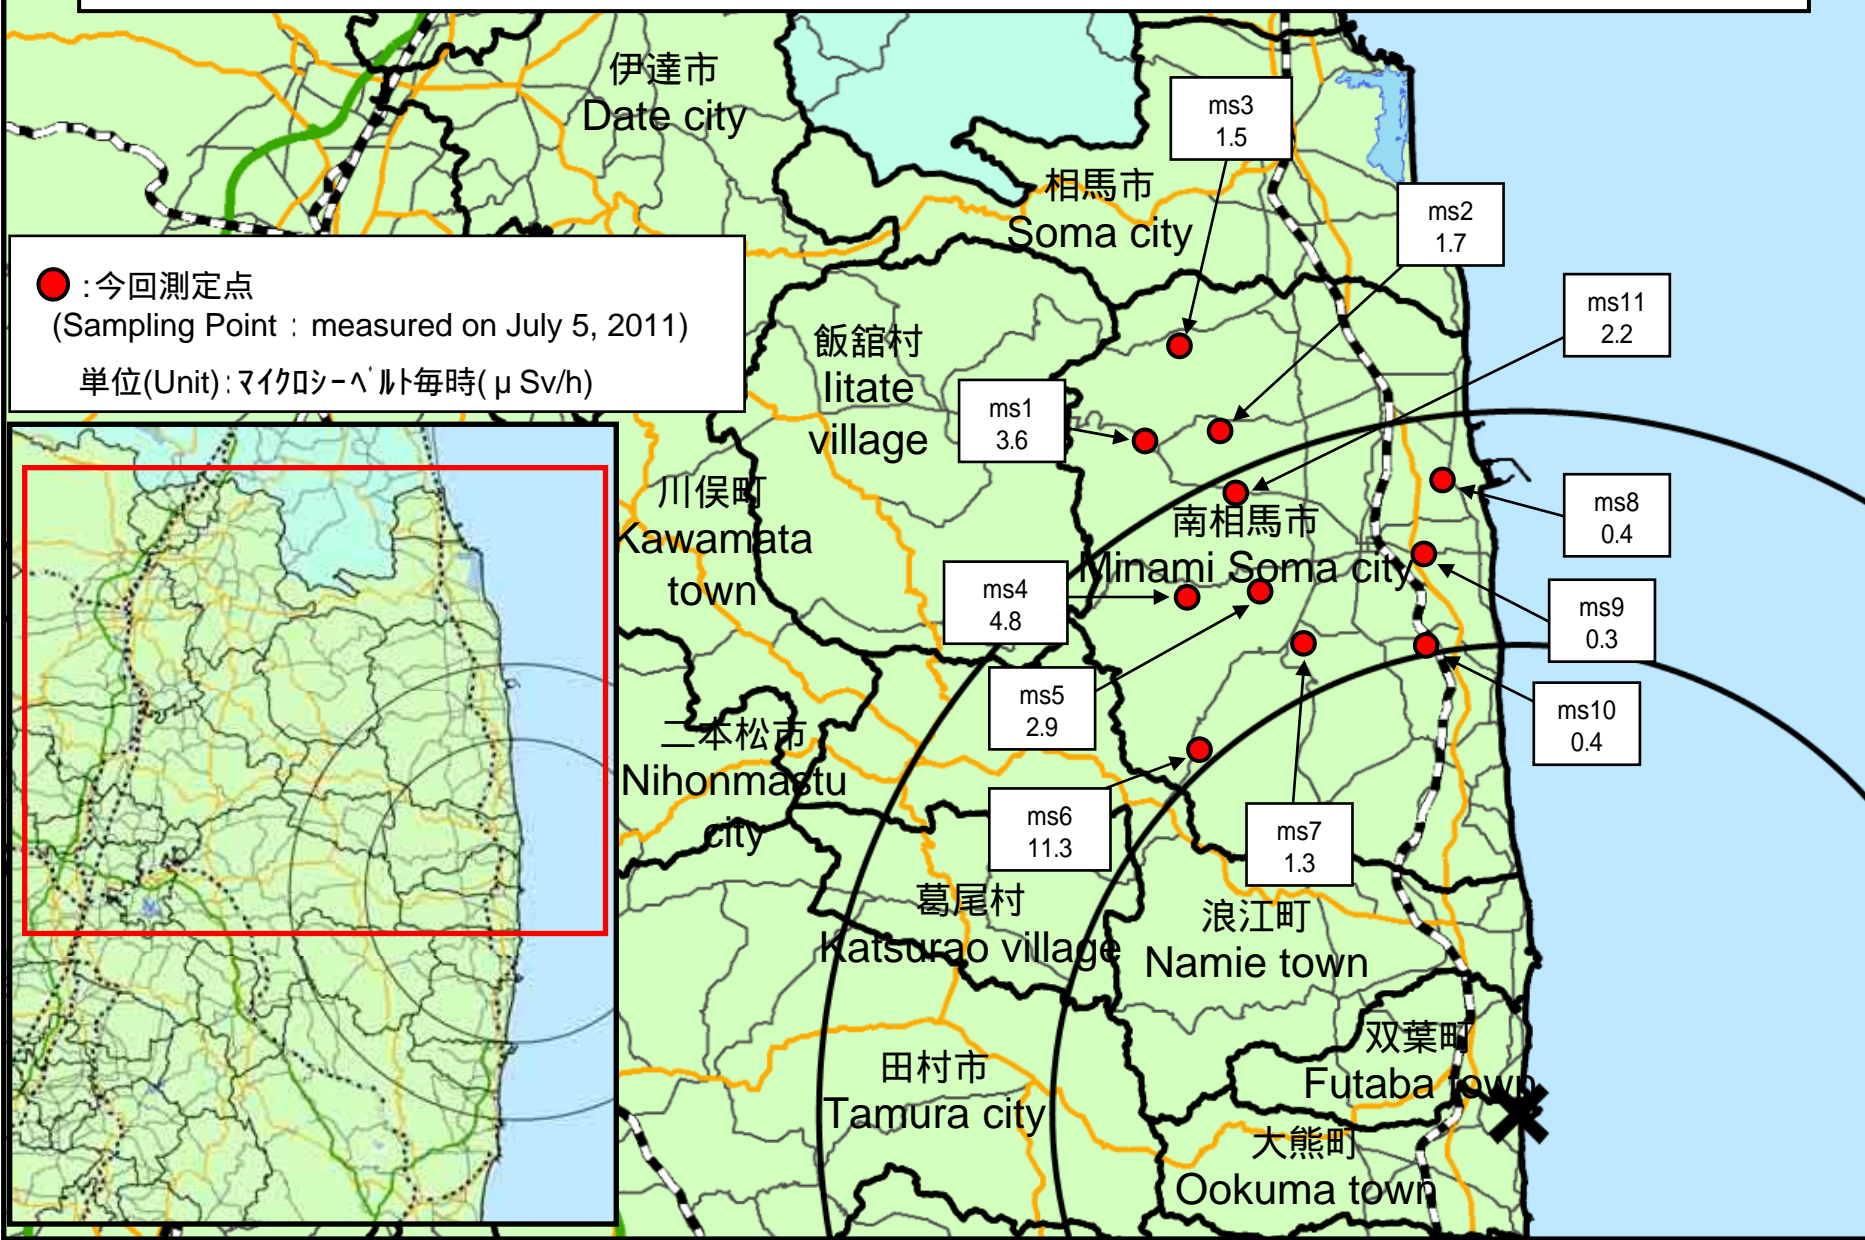 伊達市
Date city
ms3
1.5
相馬市
Soma city
ms2
1.7
:今回測定点
(Sampling Point : measured on July 5, 2011)
単位(Unit):ﾏｲｸﾛｼｰﾍﾞﾙﾄ毎時( μ Sv/h)
ms11
2.2
飯舘村
Iitate
village
ms1
3.6
川俣町
Kawamata
town
ms8
0.4
南相馬市
Minami Soma city
ms4
4.8
ms9
0.3
ms5
2.9
ms10
0.4
二本松市
Nihonmastu
city
ms6
11.3
ms7
1.3
葛尾村
Katsurao village
浪江町
Namie town
双葉町
Futaba town
田村市
Tamura city
大熊町
Ookuma town